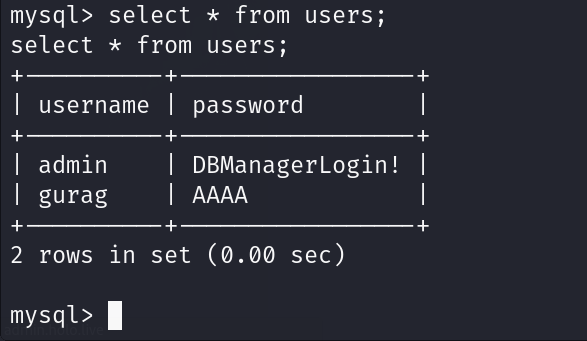 mysql> select * from users;
select * from users;
+----------+-----------------+
| username | password        |
+----------+-----------------+
| admin    | DBManagerLogin! |
| gurag    | AAAA            |
+----------+-----------------+
2 rows in set (0.00 sec)
mysql>